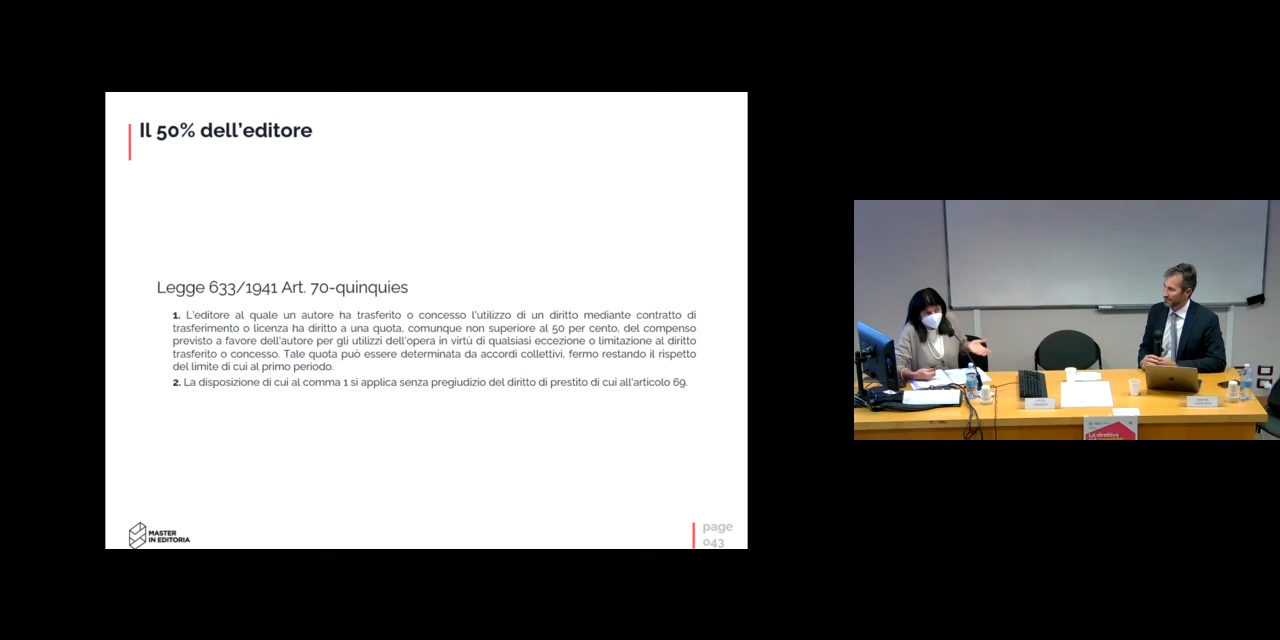 Il 50% dell'editore
Legge 633/1941 Art. 70-quinquies
1. L'editore al quale un autore ha trasferito o concesso l'utilizzo di un diritto mediante contratto di
trasferimento o licenza ha diritto a una quota, comunque non superiore al 50 per cento, del compenso
previsto a favore dell'autore per gli utilizzi dell'opera in virtù di qualsiasi eccezione o limitazione al diritto
trasferito o concesso. Tale quota può essere determinata da accordi collettivi, fermo restando il rispetto
del limite di cui al primo periodo.
2. La disposizione di cui al comma 1 si applica senza pregiudizio del diritto di prestito di cui all'articolo 69.
MASTER
IN EDITORIA
page
043
La direttiva